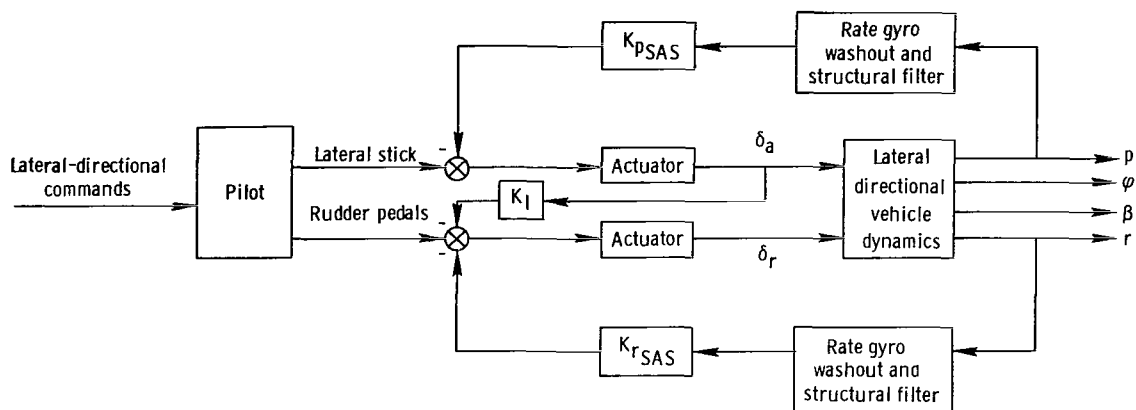 K_pSAS
Rate gyro
washout and
structural filter
Lateral-directional
commands
Pilot
Lateral stick
-
Actuator
δ_a
K_I
Rudder pedals
-
-
Actuator
δ_r
Lateral
directional
vehicle
dynamics
p
φ
β
r
K_rSAS
Rate gyro
washout and
structural filter